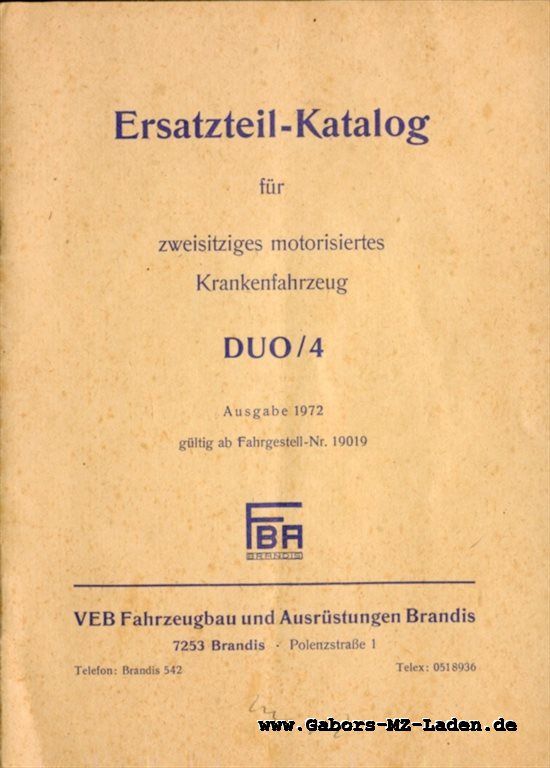 Ersatzteil-Katalog
für
zweisitziges motorisiertes
Krankenfahrzeug
DUO/4
Ausgabe 1972
gültig ab Fahrgestell-Nr. 19019
FBA
BRANDIS
VEB Fahrzeugbau und Ausrüstungen Brandis
7253 Brandis · Polenzstraße 1
Telefon: Brandis 542 Telex: 0518936
www.Gabors-MZ-Laden.de